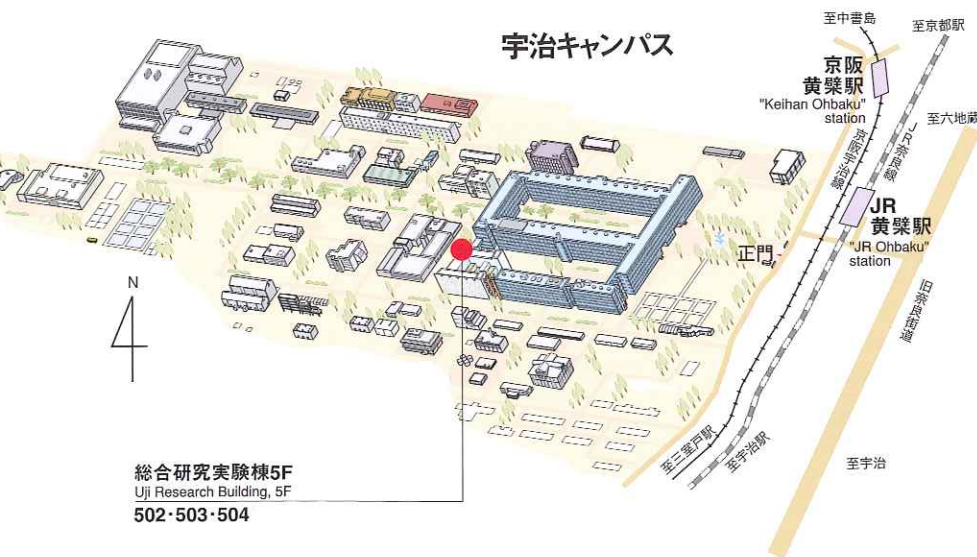 宇治キャンパス
至中書島
至京都駅
京阪
黄檗駅
"Keihan Ohbaku"
station
至六地蔵
京阪宇治線
JR奈良線
JR
黄檗駅
"JR Ohbaku"
station
正門
旧奈良街道
N
至三室戸駅
至宇治駅
至宇治
総合研究実験棟5F
Uji Research Building, 5F
502・503・504